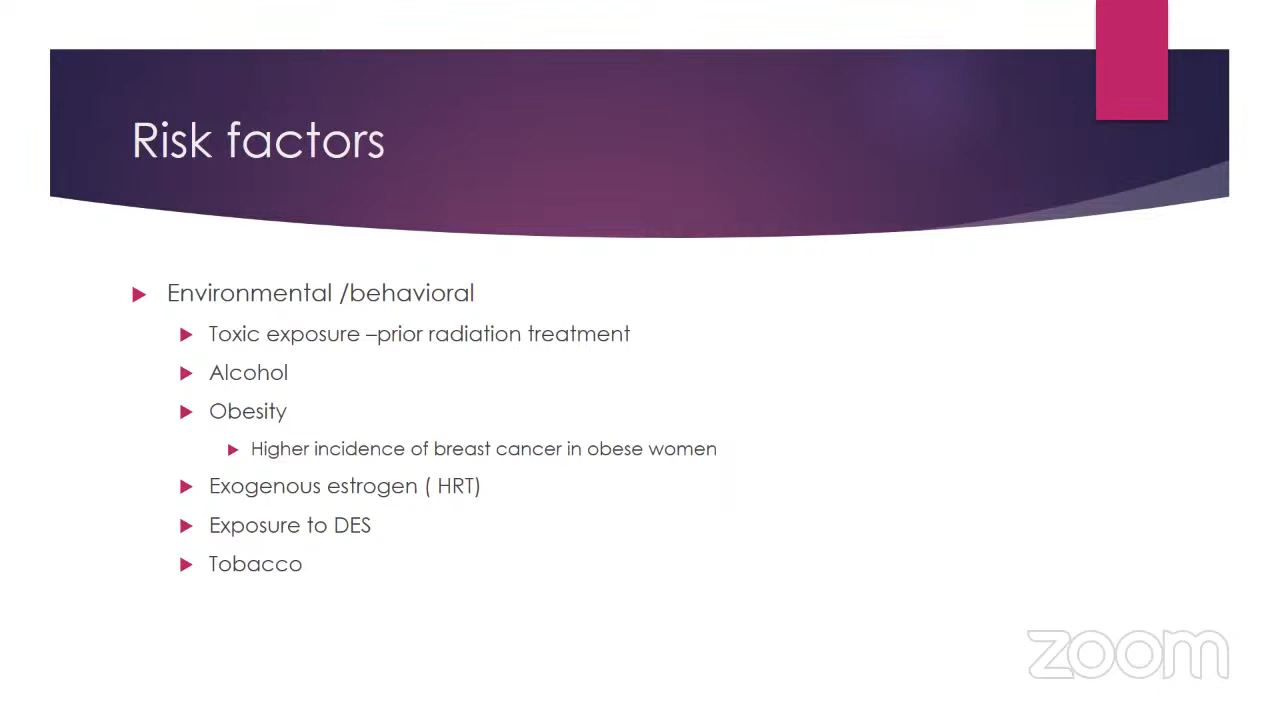 Risk factors
Environmental /behavioral
Toxic exposure –prior radiation treatment
Alcohol
Obesity
Higher incidence of breast cancer in obese women
Exogenous estrogen ( HRT)
Exposure to DES
Tobacco
zoom